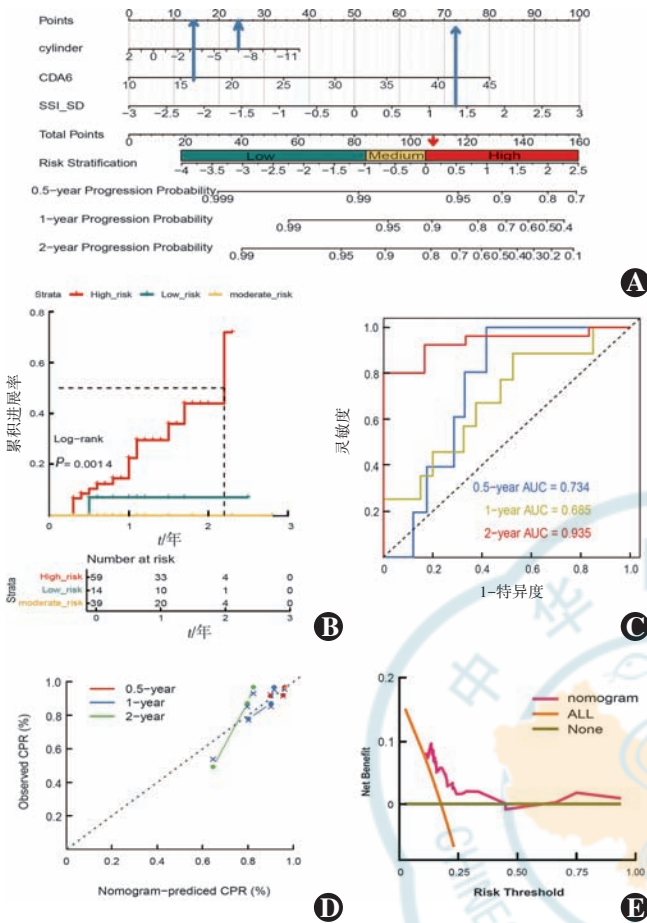 Points 0 10 20 30 40 50 60 70 80 90 100
cylinder
2 0 −2 −5 −8 −11
CDA6
10 15 20 25 30 35 40 45
SSI_SD
−3 −2.5 −2 −1.5 −1 −0.5 0 0.5 1 1.5 2 2.5 3
Total Points 0 20 40 60 80 100 120 140 160
Low Medium High
Risk Stratification
−4 −3.5 −3 −2.5 −2 −1.5 −1 −0.5 0 0.5 1 1.5 2 2.5
0.5−year Progression Probability
0.999 0.99 0.95 0.9 0.8 0.7
1−year Progression Probability
0.99 0.95 0.9 0.8 0.7 0.6 0.5 0.4
2−year Progression Probability
0.99 0.95 0.9 0.8 0.7 0.6 0.5 0.4 0.3 0.2 0.1
A
Strata High_risk Low_risk moderate_risk
0.8
0.6
0.4
0.2
累积进展率
Log−rank
P= 0.0014
0 1 2 3
t/年
Number at risk
Strata
High_risk 59 33 4 0
Low_risk 14 10 1 0
moderate_risk 39 20 4 0
0 1 2 3
t/年
B
1.0
0.8
0.6
0.4
0.2
灵敏度
0.5−year AUC = 0.734
1−year AUC = 0.685
2−year AUC = 0.935
0 0.2 0.4 0.6 0.8 1.0
1−特异度
C
1.0
0.8
0.6
0.4
0.2
Observed CPR (%)
0.5−year
1−year
2−year
0 0.2 0.4 0.6 0.8 1.0
Nomogram−prediced CPR (%)
D
0.2
0.1
0
Net Benefit
nomogram
ALL
None
0 0.25 0.50 0.75 1.00
Risk Threshold
E
中 华
CHINE